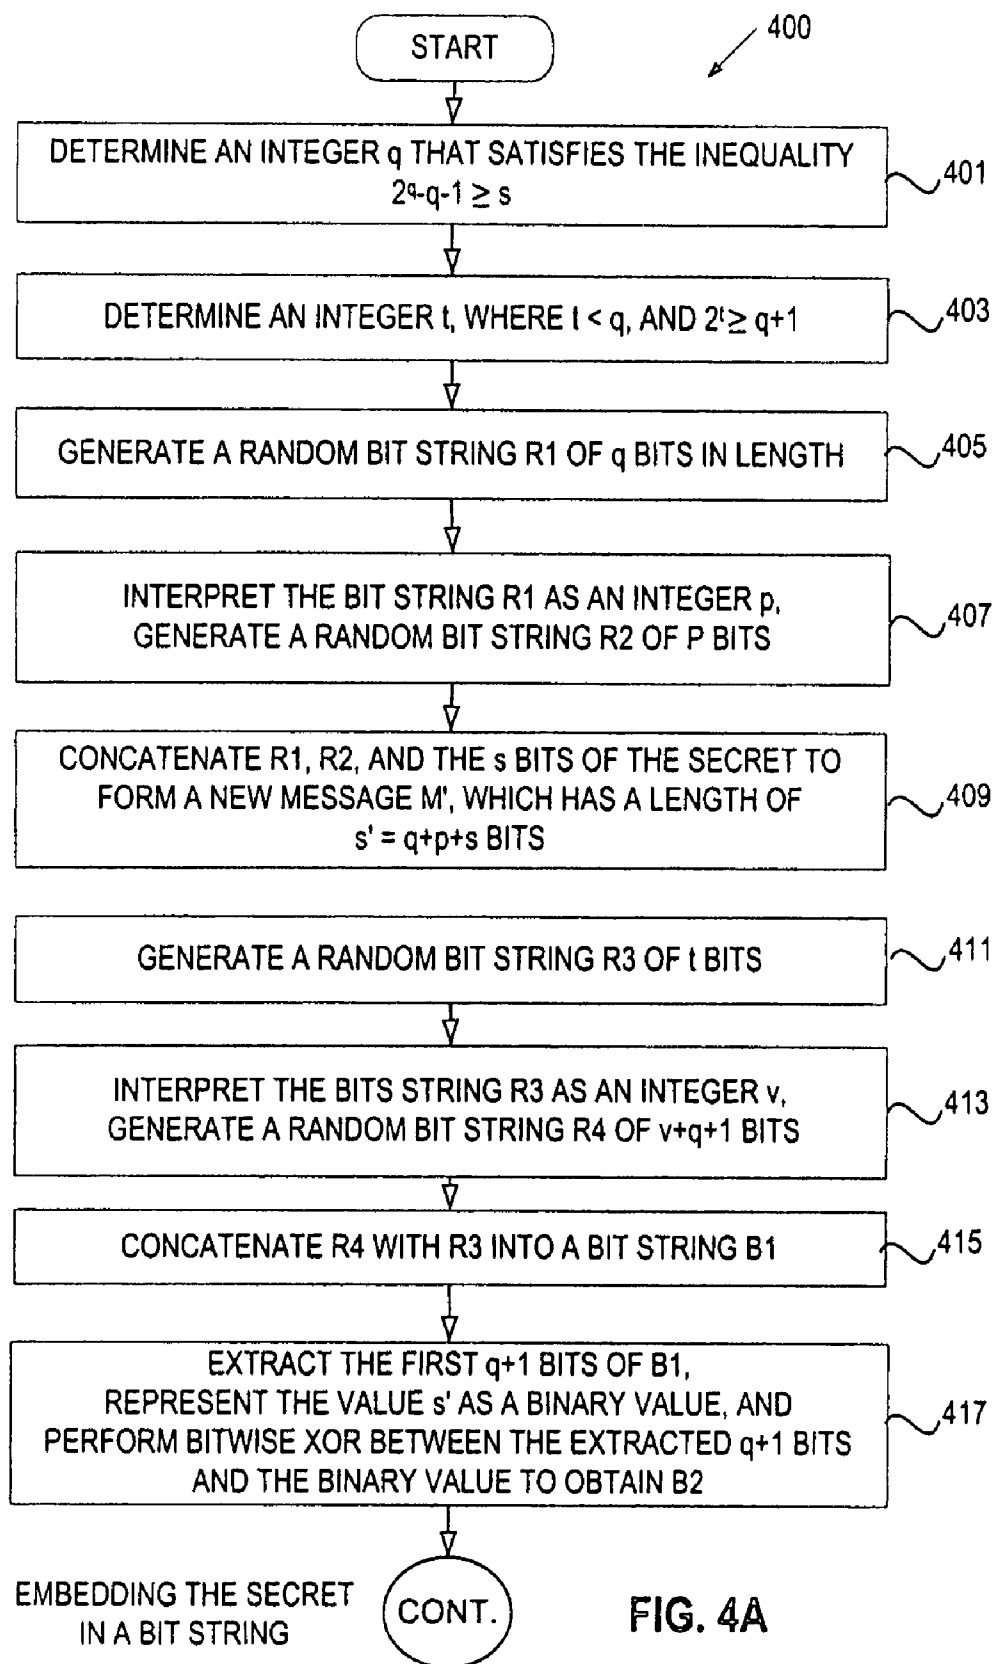 START
400
DETERMINE AN INTEGER q THAT SATISFIES THE INEQUALITY
2^q-q-1 ≥ s
401
DETERMINE AN INTEGER t, WHERE t < q, AND 2^t ≥ q+1
403
GENERATE A RANDOM BIT STRING R1 OF q BITS IN LENGTH
405
INTERPRET THE BIT STRING R1 AS AN INTEGER p,
GENERATE A RANDOM BIT STRING R2 OF P BITS
407
CONCATENATE R1, R2, AND THE s BITS OF THE SECRET TO
FORM A NEW MESSAGE M', WHICH HAS A LENGTH OF
s' = q+p+s BITS
409
GENERATE A RANDOM BIT STRING R3 OF t BITS
411
INTERPRET THE BITS STRING R3 AS AN INTEGER v,
GENERATE A RANDOM BIT STRING R4 OF v+q+1 BITS
413
CONCATENATE R4 WITH R3 INTO A BIT STRING B1
415
EXTRACT THE FIRST q+1 BITS OF B1,
REPRESENT THE VALUE s' AS A BINARY VALUE, AND
PERFORM BITWISE XOR BETWEEN THE EXTRACTED q+1 BITS
AND THE BINARY VALUE TO OBTAIN B2
417
EMBEDDING THE SECRET
IN A BIT STRING
CONT.
FIG. 4A